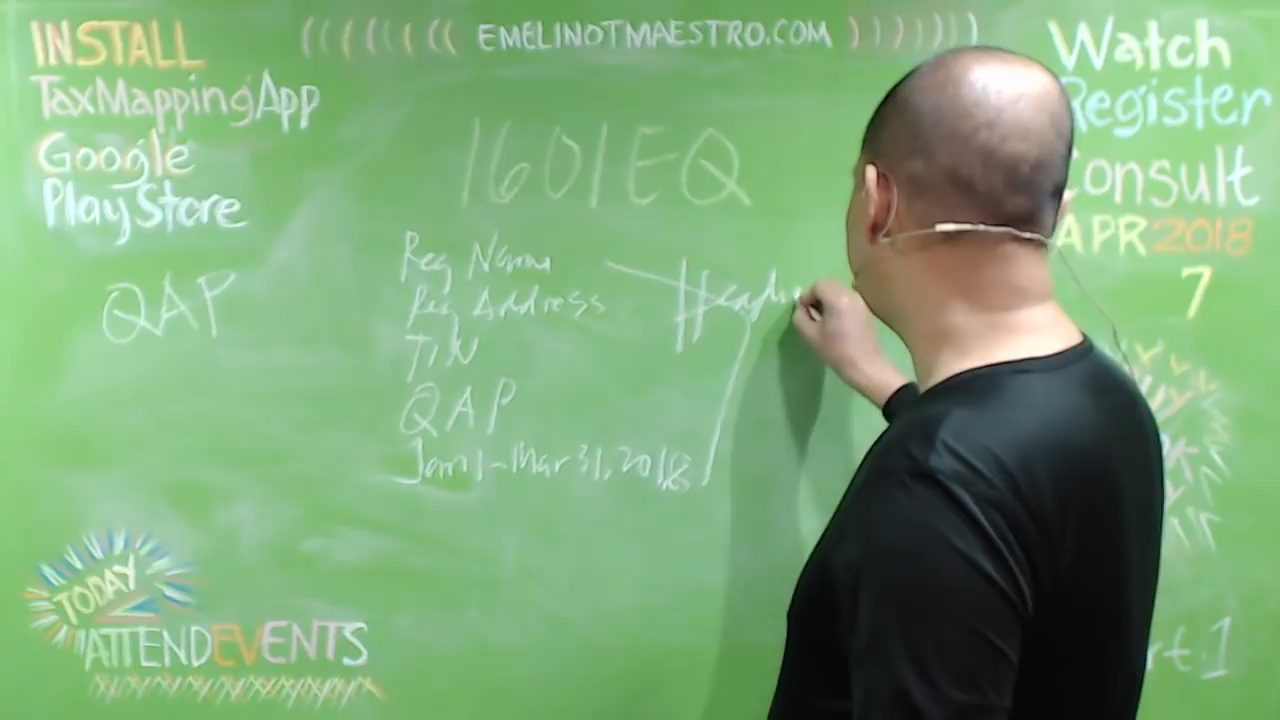 INSTALL
TaxMappingApp
Google
PlayStore
QAP
(((((((( EMELINOTMAESTRO.COM ))))))))
1601EQ
Reg Name
Reg Address
TIN
QAP
Jan 1-Mar 31, 2018
Watch
Register
Consult
APR 2018
7
TODAY
ATTENDEVENTS